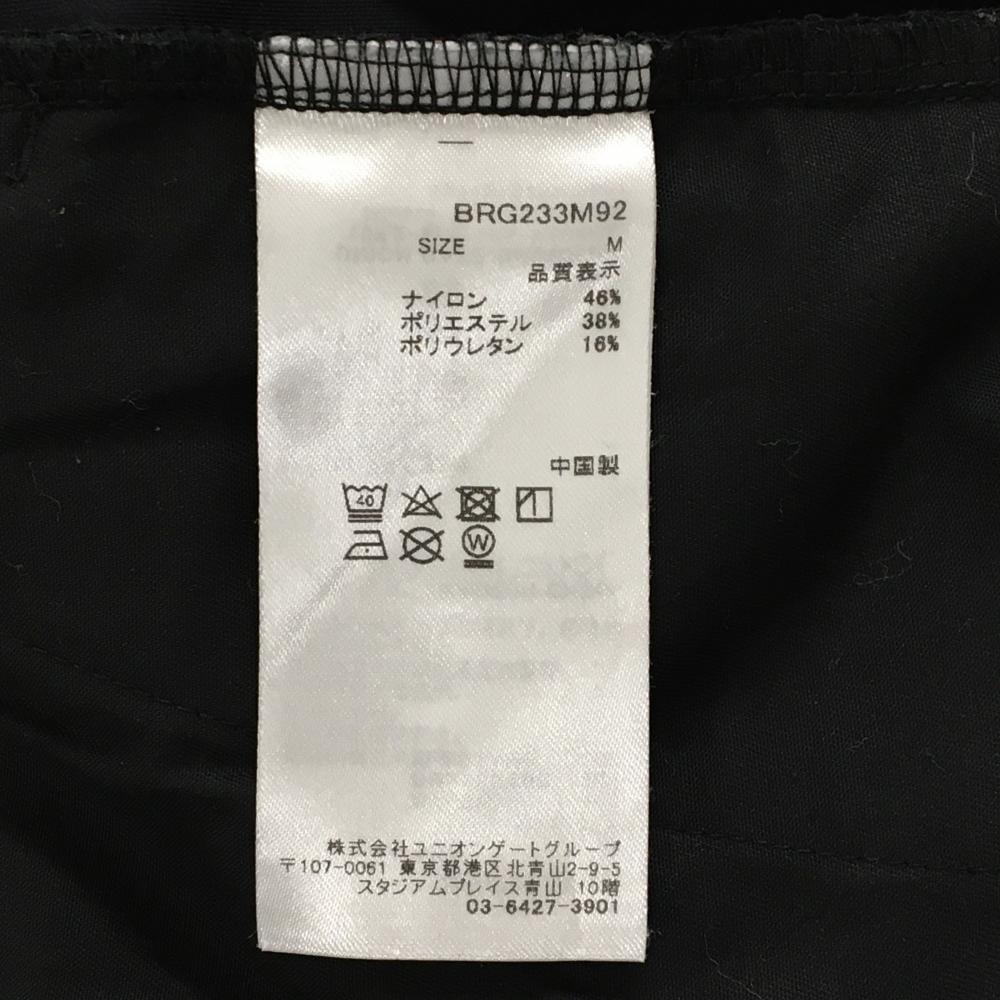 BRG233M92
SIZE M
品質表示
ナイロン 46%
ポリエステル 38%
ポリウレタン 16%
中国製
40
W
株式会社ユニオンゲートグループ
〒107-0061 東京都港区北青山2-9-5
スタジアムプレイス青山 10階
03-6427-3901